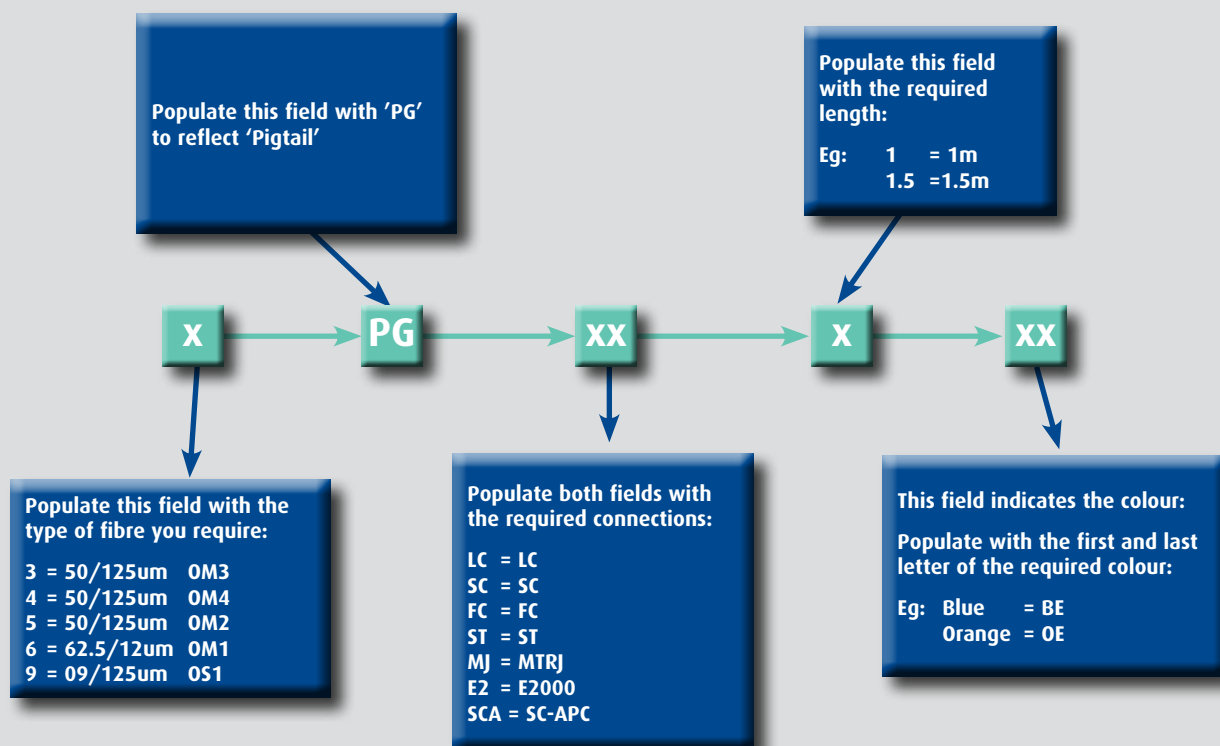 Populate this field with ’PG’
to reflect ‘Pigtail’
Populate this field
with the required
length:
Eg: 1 = 1m
1.5 =1.5m
X
PG
XX
X
XX
Populate this field with the
type of fibre you require:
3 = 50/125um OM3
4 = 50/125um OM4
5 = 50/125um OM2
6 = 62.5/12um OM1
9 = 09/125um OS1
Populate both fields with
the required connections:
LC = LC
SC = SC
FC = FC
ST = ST
MJ = MTRJ
E2 = E2000
SCA = SC-APC
This field indicates the colour:
Populate with the first and last
letter of the required colour:
Eg: Blue = BE
Orange = OE